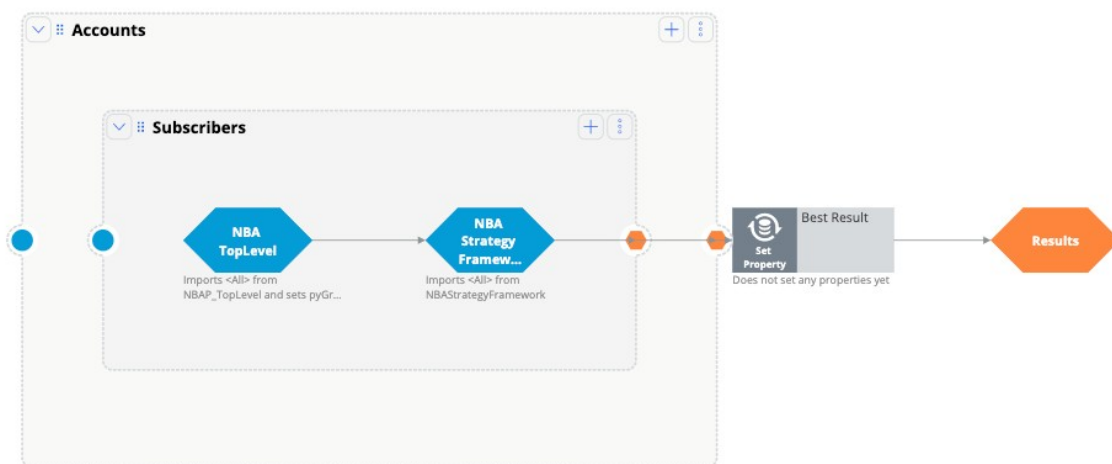 Accounts
Subscribers
NBA
TopLevel
Imports <All> from
NBAP_TopLevel and sets pyGr...
NBA
Strategy
Framew...
Imports <All> from
NBAStrategyFramework
Set
Property
Best Result
Does not set any properties yet
Results